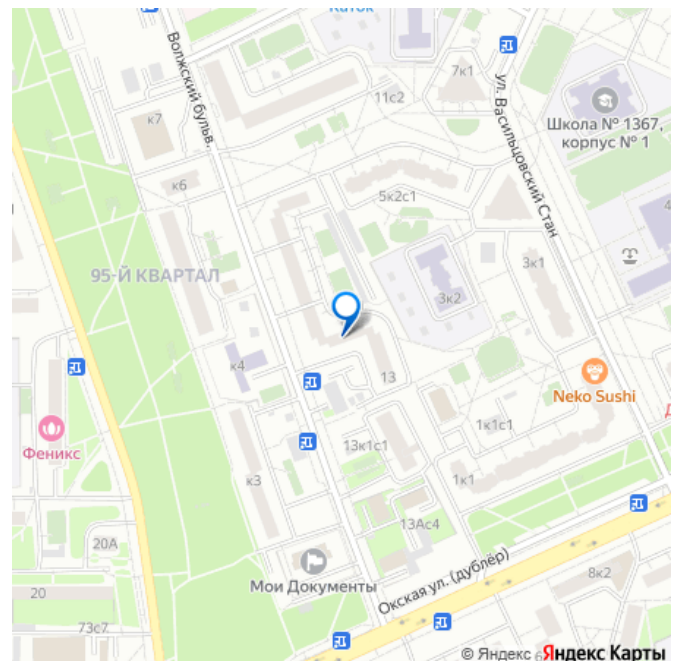 Каток
Волжский бульв.
7к1
11с2
к7
ул. Васильцовский Стан
Школа № 1367,
корпус № 1
к6
5к2с1
4
95-Й КВАРТАЛ
3к1
3к2
к4
13
Neko Sushi
Феникс
1к1с1
13к1с1
к3
1к1
13Ас4
20А
Мои Документы
Окская ул. (дублёр)
8к2
20
73с7
© Яндекс
Яндекс Карты